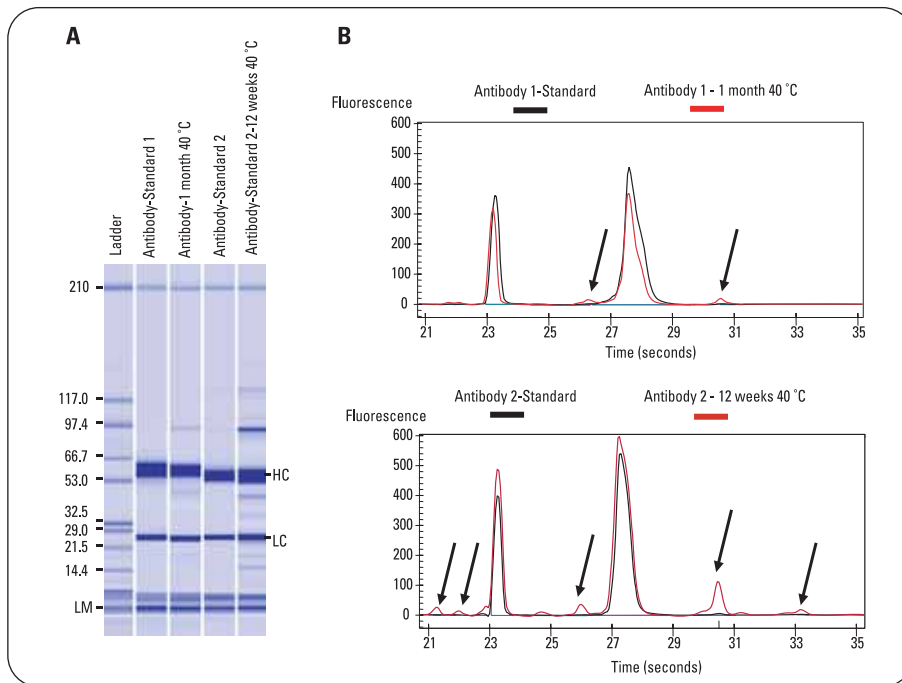 A
Ladder
Antibody-Standard 1
Antibody-1 month 40 ˚C
Antibody-Standard 2
Antibody-Standard 2-12 weeks 40 ˚C
210
117.0
97.4
66.7
53.0
32.5
29.0
21.5
14.4
LM
HC
LC
B
Fluorescence
Antibody 1-Standard
Antibody 1 - 1 month 40 ˚C
600
500
400
300
200
100
0
21 23 25 27 29 31 33 35
Time (seconds)
Fluorescence
Antibody 2-Standard
Antibody 2 - 12 weeks 40 ˚C
600
500
400
300
200
100
0
21 23 25 27 29 31 33 35
Time (seconds)